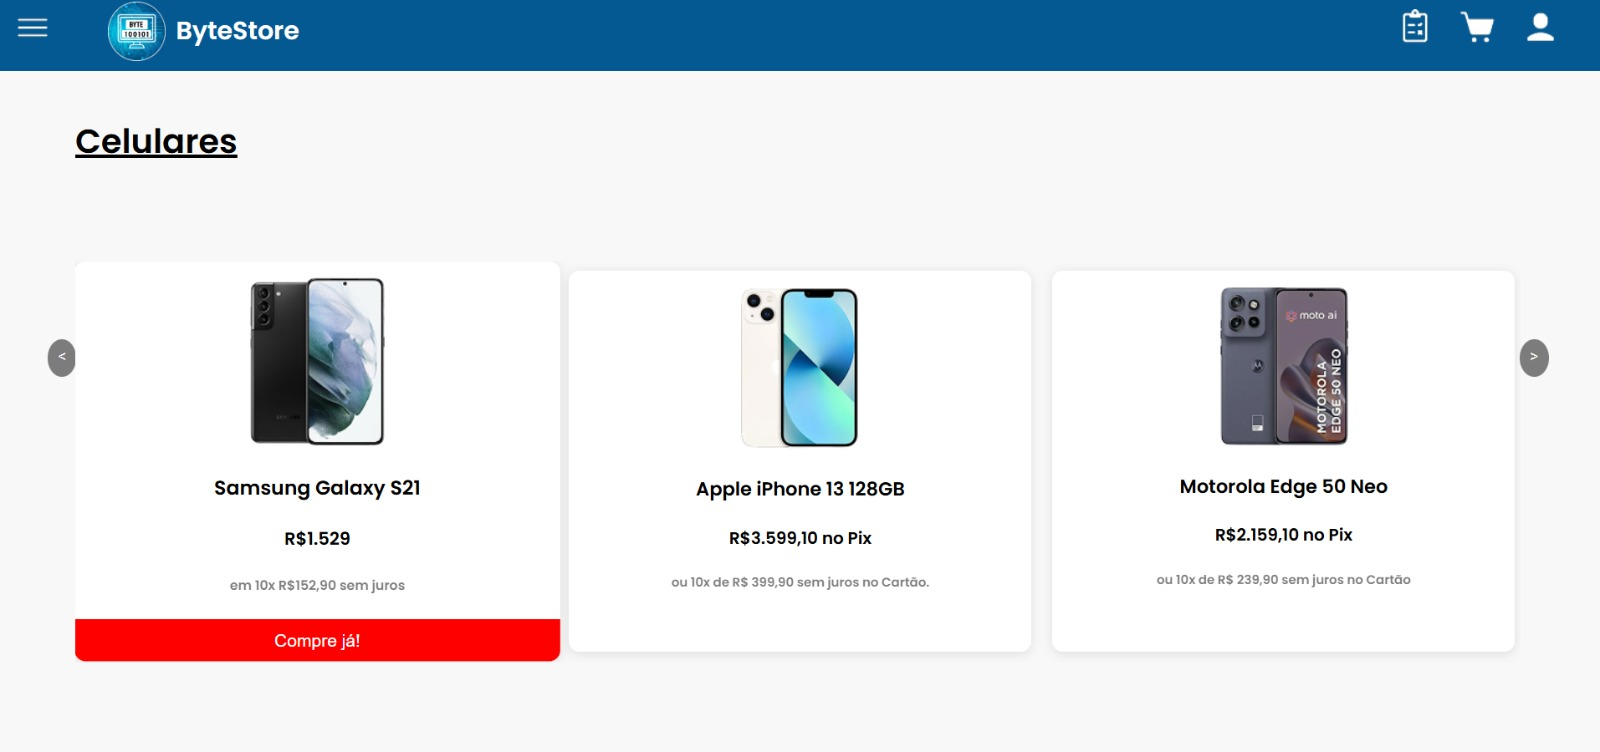 BYTE
100101
ByteStore
Celulares
<
Samsung Galaxy S21
R$1.529
em 10x R$152,90 sem juros
Compre já!
Apple iPhone 13 128GB
R$3.599,10 no Pix
ou 10x de R$ 399,90 sem juros no Cartão.
moto ai
MOTOROLA
EDGE 50 NEO
Motorola Edge 50 Neo
R$2.159,10 no Pix
ou 10x de R$ 239,90 sem juros no Cartão
>